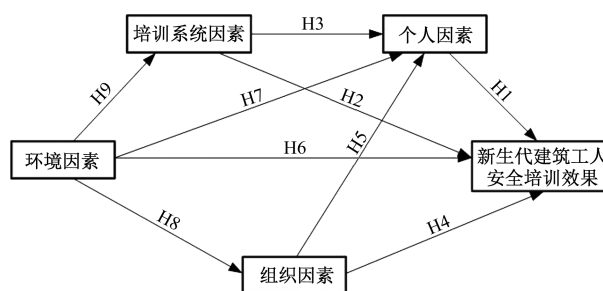 培训系统因素
H3
个人因素
H9
H7
H2
H1
环境因素
H6
H5
新生代建筑工人
安全培训效果
H8
H4
组织因素